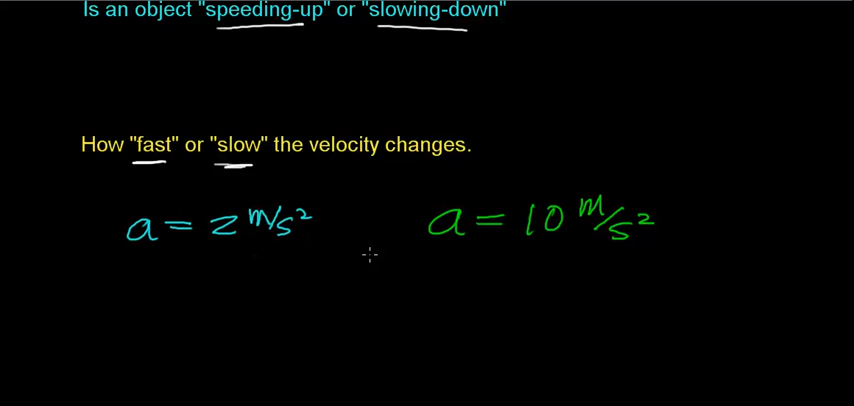 Is an object "speeding-up" or "slowing-down"
How "fast" or "slow" the velocity changes.
a = 2 m/s² a = 10 m/s²